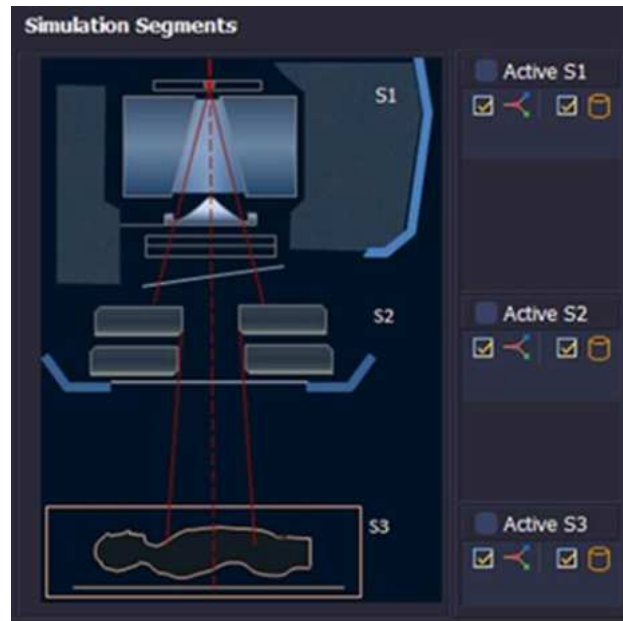 Simulation Segments
S1
Active S1
S2
Active S2
S3
Active S3